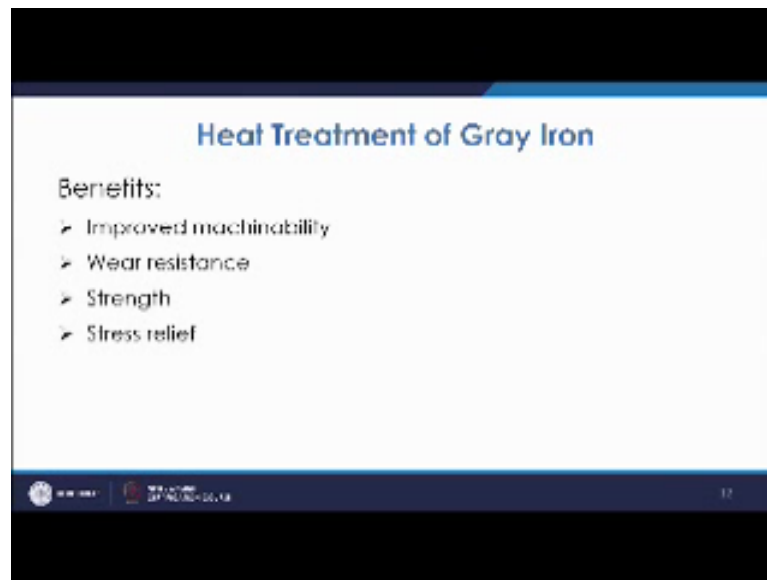 Heat Treatment of Gray Iron
Benefits:
➢ Improved machinability
➢ Wear resistance
➢ Strength
➢ Stress relief